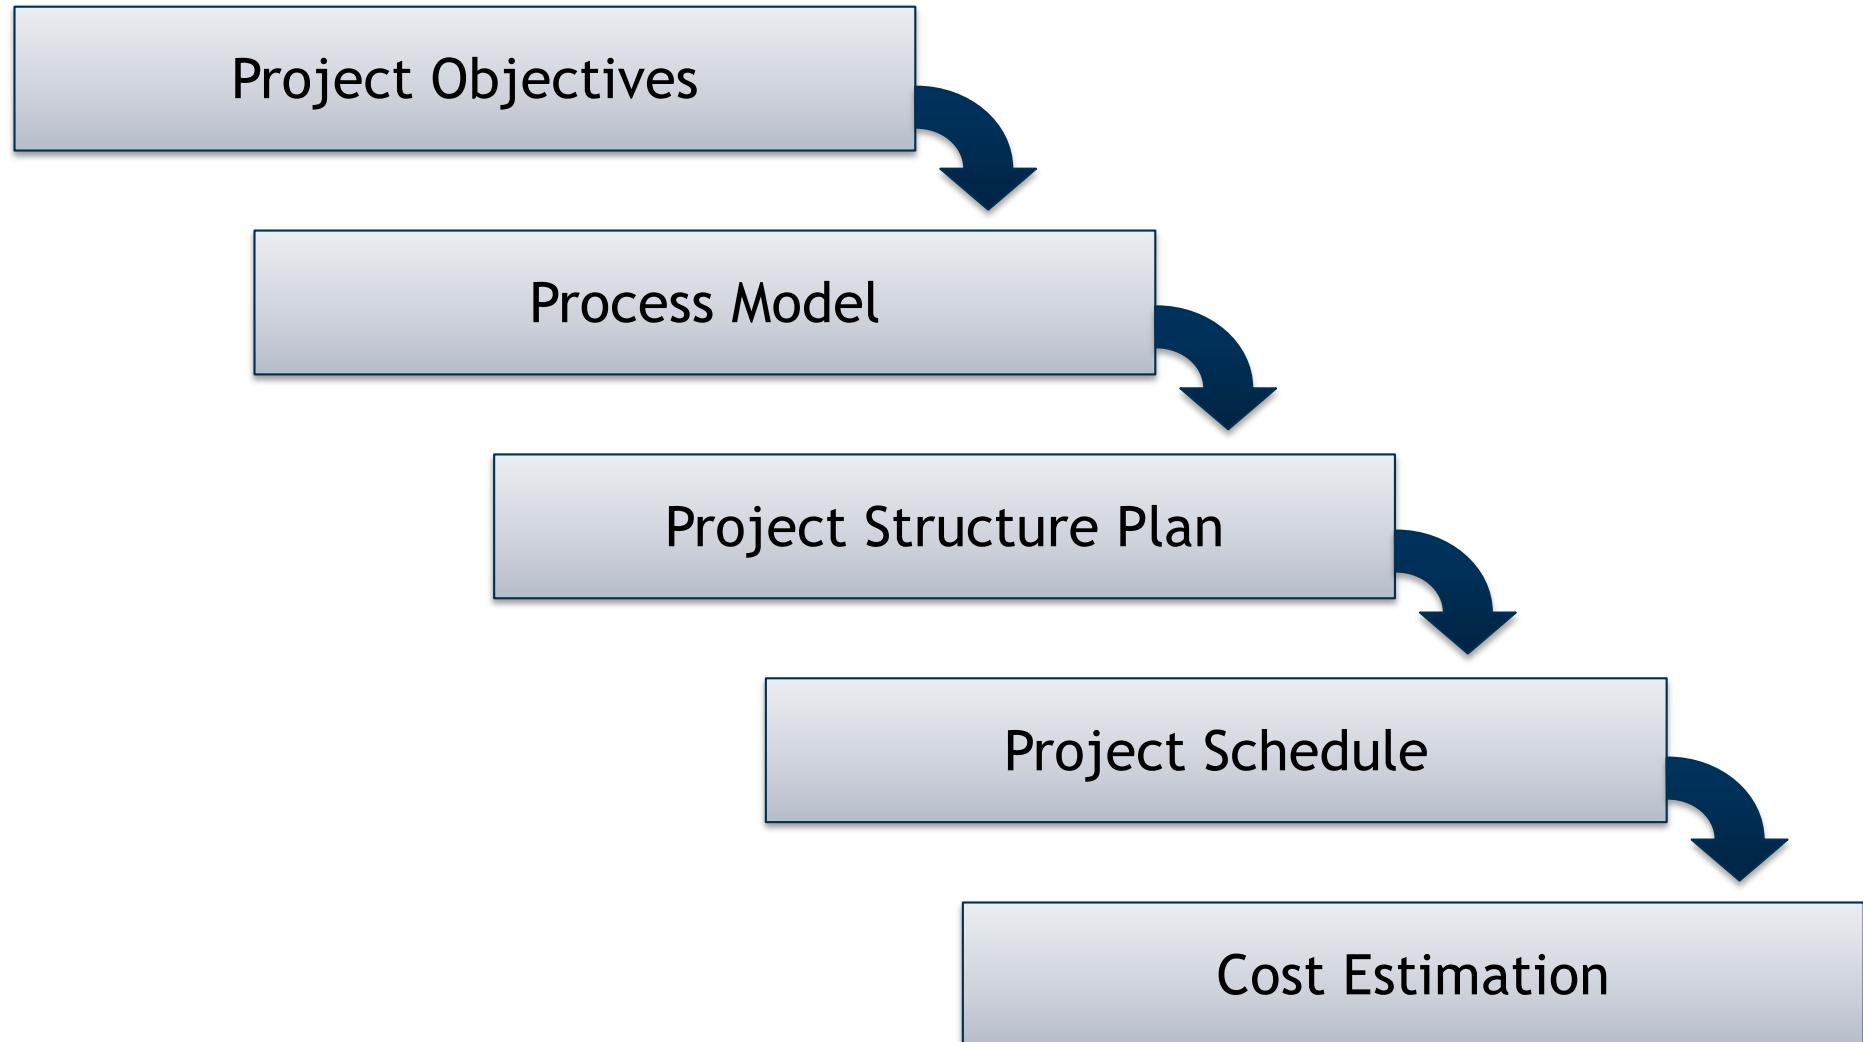 Project Objectives
Process Model
Project Structure Plan
Project Schedule
Cost Estimation